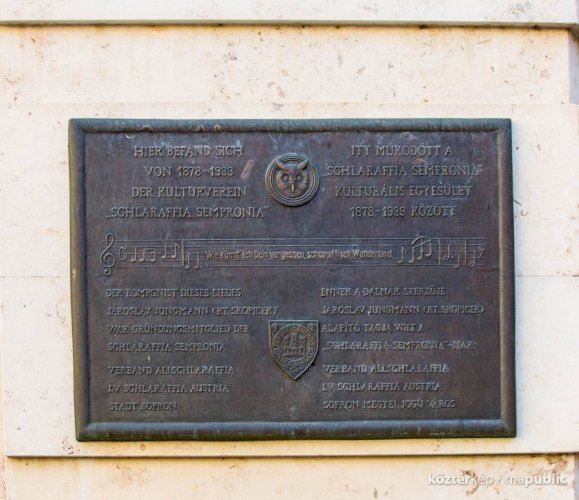 HIER BEFAND SICH
VON 1878-1939
DER KULTURVEREIN
„SCHLARAFFIA SEMPRONIA"
ITT MŰKÖDÖTT A
„SCHLARAFFIA SEMPRONIA"
KULTURÁLIS EGYESÜLET
1878-1939 KÖZÖTT
Wie könnt' ich Dein vergessen, schlaraffisch Wunderland
DER KOMPONIST DIESES LIEDES
JAROSLAV JUNGMANN (RT. SKOPICEK)
WAR GRÜNDUNGSMITGLIED DER
SCHLARAFFIA SEMPRONIA
VERBAND ALLSCHLARAFFIA
LV SCHLARAFFIA AUSTRIA
STADT SOPRON
ENNEK A DALNAK SZERZŐJE
JAROSLAV JUNGMANN (RT. SKOPICEK)
ALAPÍTÓ TAGJA VOLT A
„SCHLARAFFIA-SEMPRONIA"-NAK
VERBAND ALLSCHLARAFFIA
LV SCHLARAFFIA AUSTRIA
SOPRON MEGYEI JOGÚ VÁROS
köztérkép / mapublic